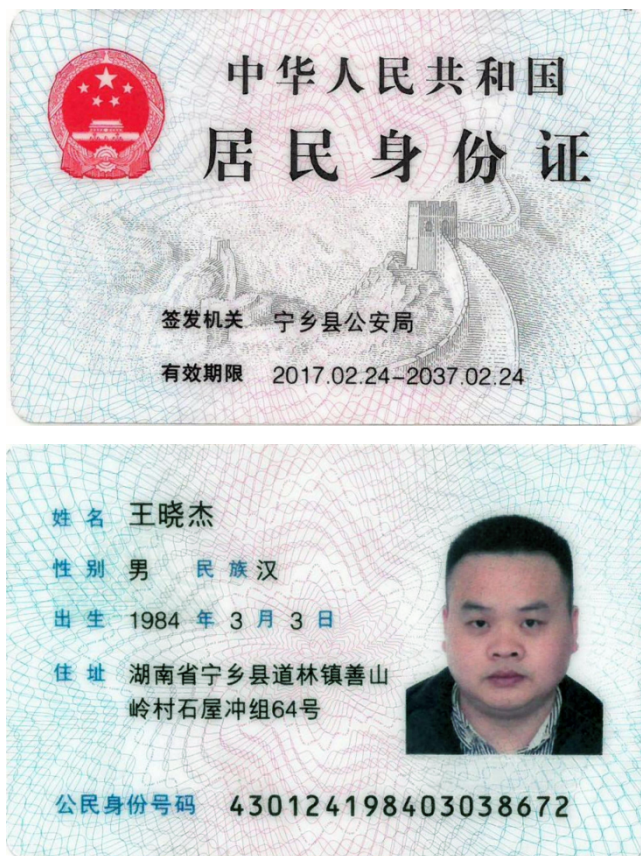 中华人民共和国
居民身份证
签发机关 宁乡县公安局
有效期限 2017.02.24-2037.02.24
姓名 王晓杰
性别 男 民族 汉
出生 1984 年 3 月 3 日
住址 湖南省宁乡县道林镇善山
岭村石屋冲组64号
公民身份号码 430124198403038672